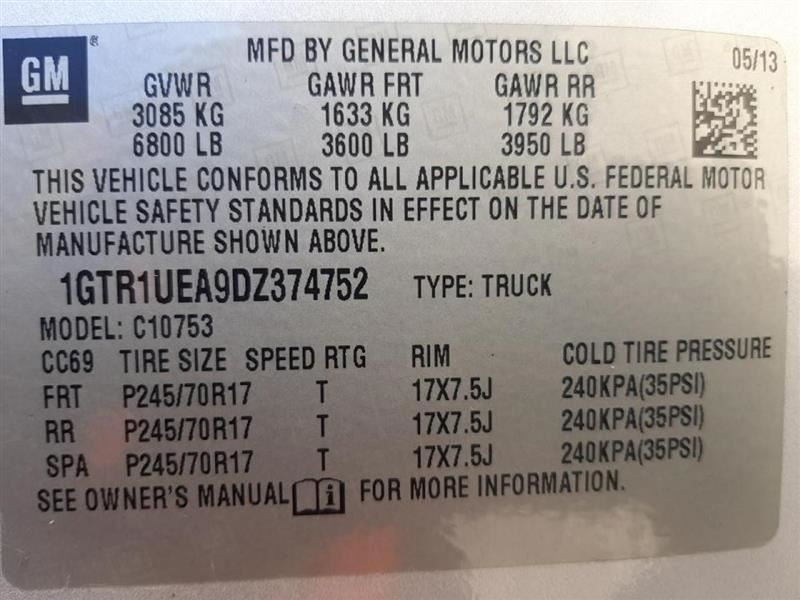 GM
MFD BY GENERAL MOTORS LLC 05/13
GVWR GAWR FRT GAWR RR
3085 KG 1633 KG 1792 KG
6800 LB 3600 LB 3950 LB
THIS VEHICLE CONFORMS TO ALL APPLICABLE U.S. FEDERAL MOTOR
VEHICLE SAFETY STANDARDS IN EFFECT ON THE DATE OF
MANUFACTURE SHOWN ABOVE.
1GTR1UEA9DZ374752 TYPE: TRUCK
MODEL: C10753
CC69 TIRE SIZE SPEED RTG RIM COLD TIRE PRESSURE
FRT P245/70R17 T 17X7.5J 240KPA(35PSI)
RR P245/70R17 T 17X7.5J 240KPA(35PSI)
SPA P245/70R17 T 17X7.5J 240KPA(35PSI)
SEE OWNER'S MANUAL i FOR MORE INFORMATION.